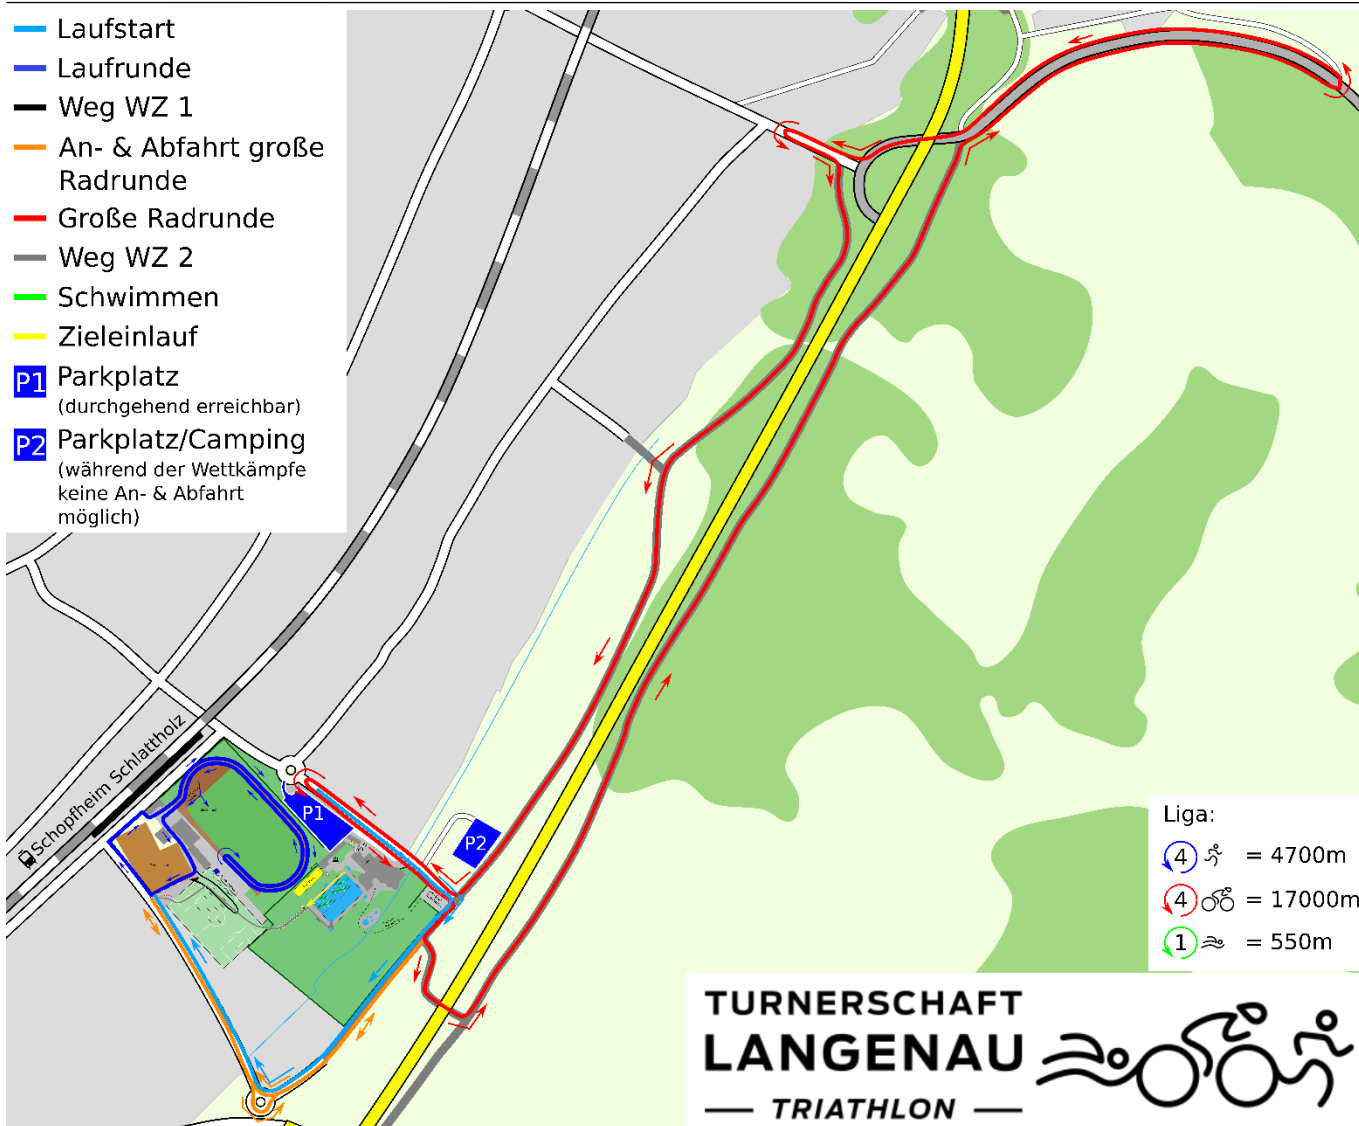 Laufstart
Laufrunde
Weg WZ 1
An- & Abfahrt große
Radrunde
Große Radrunde
Weg WZ 2
Schwimmen
Zieleinlauf
P1 Parkplatz
(durchgehend erreichbar)
P2 Parkplatz/Camping
(während der Wettkämpfe
keine An- & Abfahrt
möglich)
Schopfheim Schlattholz
P1
P2
Liga:
4 = 4700m
4 = 17000m
1 = 550m
TURNERSCHAFT
LANGENAU
TRIATHLON